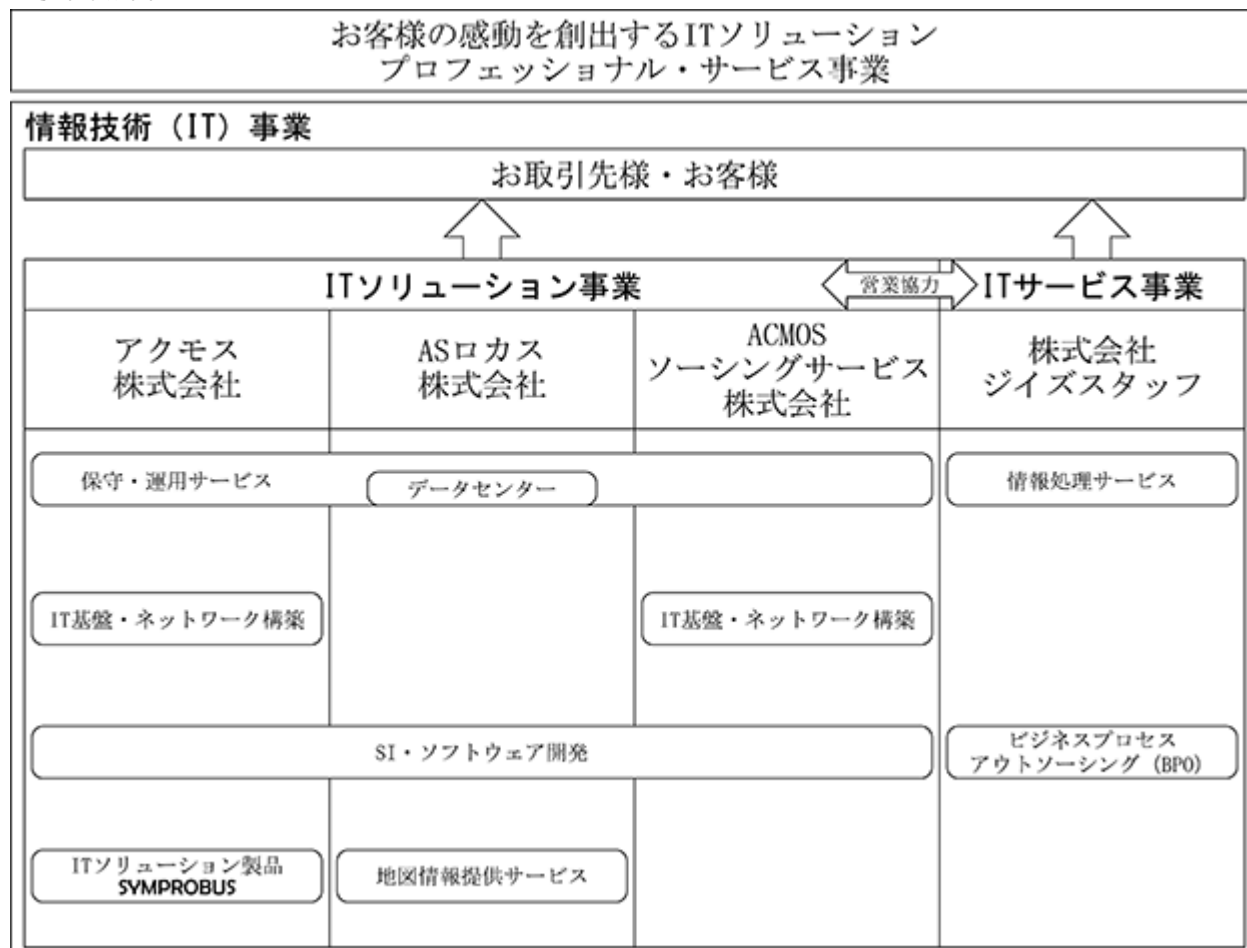 お客様の感動を創出するITソリューション
プロフェッショナル・サービス事業
情報技術（IT）事業
お取引先様・お客様
ITソリューション事業
営業協力
ITサービス事業
アクモス
株式会社
ASロカス
株式会社
ACMOS
ソーシングサービス
株式会社
株式会社
ジイズスタッフ
保守・運用サービス
データセンター
情報処理サービス
IT基盤・ネットワーク構築
IT基盤・ネットワーク構築
SI・ソフトウェア開発
ビジネスプロセス
アウトソーシング（BPO）
ITソリューション製品
SYMPROBUS
地図情報提供サービス